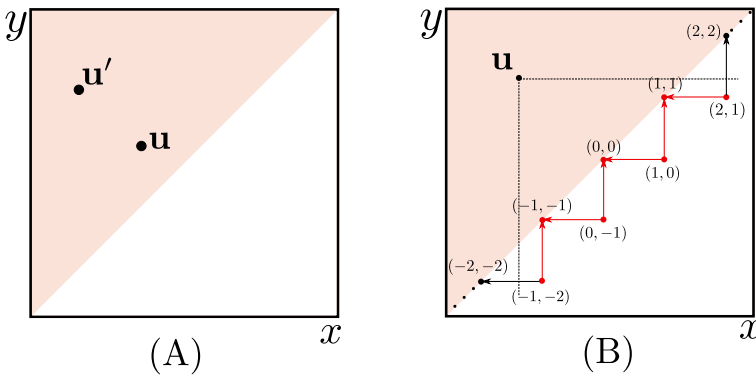 y
u′
u
x
(A)
y
u
(2, 2)
(1, 1)
(2, 1)
(0, 0)
(1, 0)
(−1, −1)
(0, −1)
(−2, −2)
(−1, −2)
x
(B)